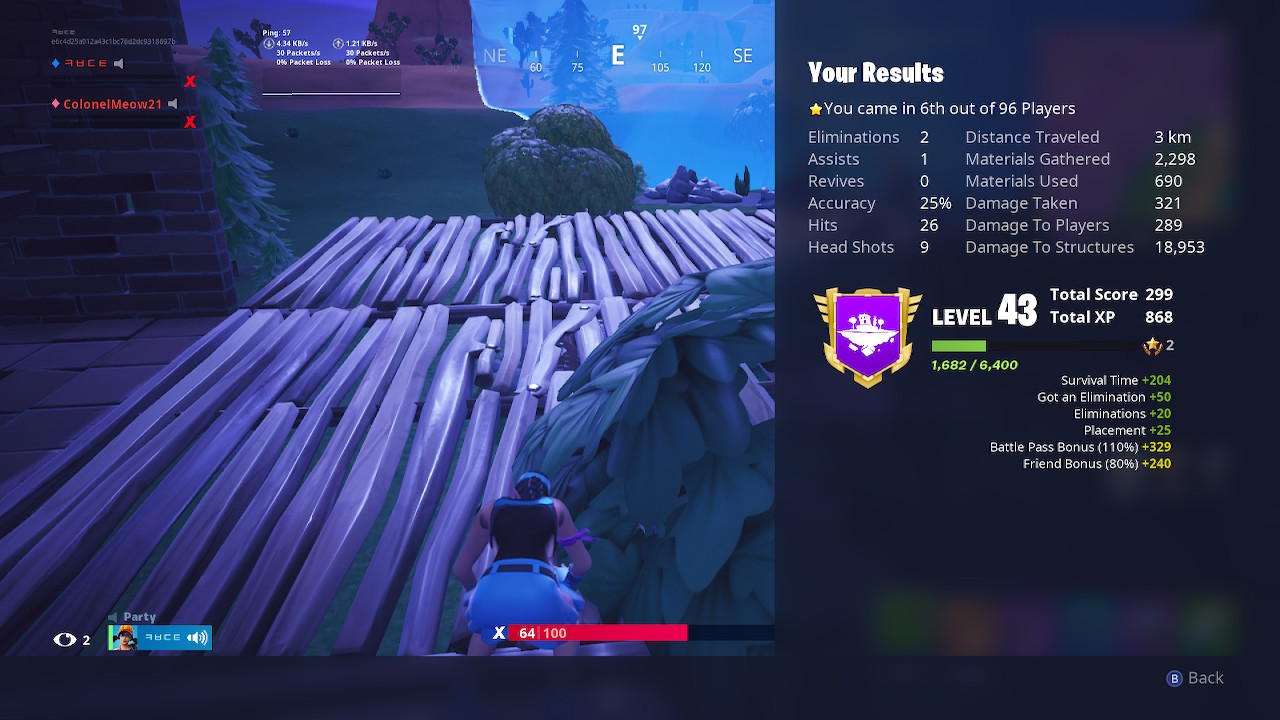 ㅋㅂㄷㅌ
e6c4d25a012a43c1bc78d2dc9318697b
ㅋㅂㄷㅌ
X
ColonelMeow21
X
Ping: 57
4.34 KB/s 1.21 KB/s
30 Packets/s 30 Packets/s
0% Packet Loss 0% Packet Loss
97
NE 60 75 E 105 120 SE
Your Results
You came in 6th out of 96 Players
Eliminations 2 Distance Traveled 3 km
Assists 1 Materials Gathered 2,298
Revives 0 Materials Used 690
Accuracy 25% Damage Taken 321
Hits 26 Damage To Players 289
Head Shots 9 Damage To Structures 18,953
LEVEL 43
Total Score 299
Total XP 868
2
1,682 / 6,400
Survival Time +204
Got an Elimination +50
Eliminations +20
Placement +25
Battle Pass Bonus (110%) +329
Friend Bonus (80%) +240
Party
2
ㅋㅂㄷㅌ
X 64 | 100
B Back